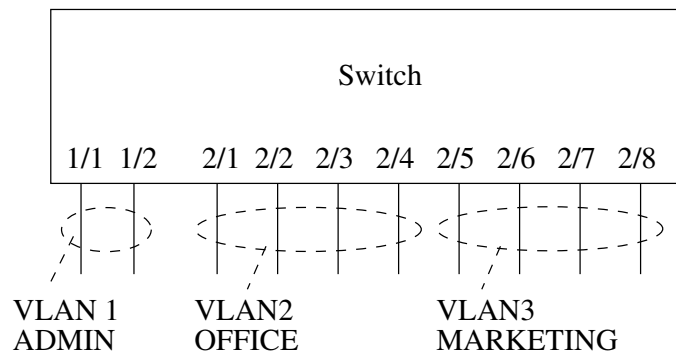 Switch
1/1 1/2 2/1 2/2 2/3 2/4 2/5 2/6 2/7 2/8
VLAN 1
ADMIN
VLAN2
OFFICE
VLAN3
MARKETING